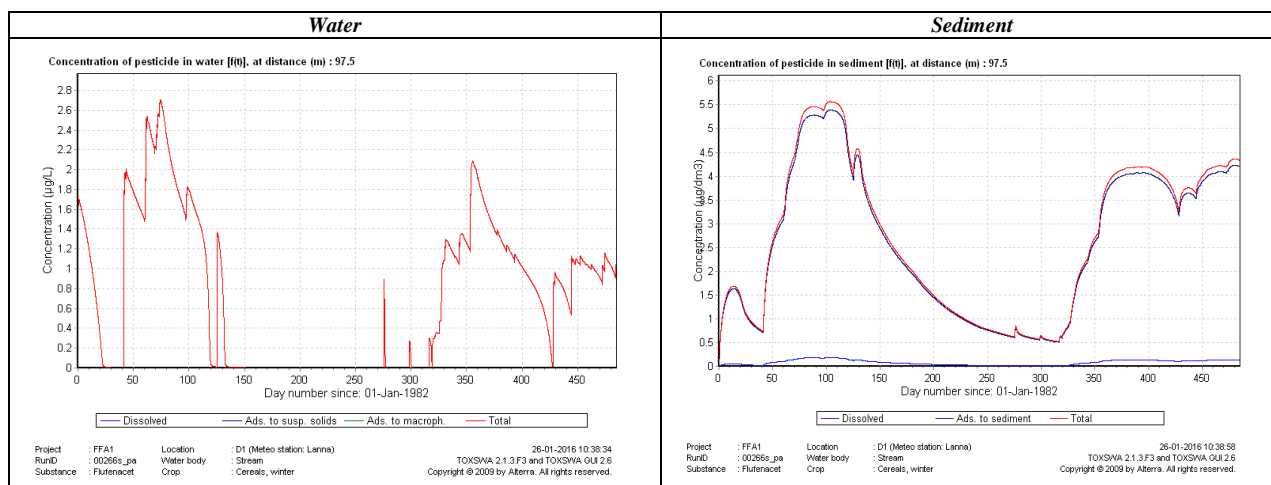 Water
Sediment
Concentration of pesticide in water [f(t)], at distance (m) : 97.5
Concentration (µg/L)
2.8
2.6
2.4
2.2
2
1.8
1.6
1.4
1.2
1
0.8
0.6
0.4
0.2
0
0 50 100 150 200 250 300 350 400 450
Day number since: 01-Jan-1982
Dissolved Ads. to susp. solids Ads. to macroph. Total
Project : FFA1 Location : D1 (Meteo station: Lanna) 26-01-2016 10:38:34
RunID : 00266s_pa Water body : Stream TOXSWA 2.1.3.F3 and TOXSWA GUI 2.6
Substance : Flufenacet Crop : Cereals, winter Copyright © 2009 by Alterra. All rights reserved.
Concentration of pesticide in sediment [f(t)], at distance (m) : 97.5
Concentration (µg/dm3)
6
5.5
5
4.5
4
3.5
3
2.5
2
1.5
1
0.5
0
0 50 100 150 200 250 300 350 400 450
Day number since: 01-Jan-1982
Dissolved Ads. to sediment Total
Project : FFA1 Location : D1 (Meteo station: Lanna) 26-01-2016 10:38:58
RunID : 00266s_pa Water body : Stream TOXSWA 2.1.3.F3 and TOXSWA GUI 2.6
Substance : Flufenacet Crop : Cereals, winter Copyright © 2009 by Alterra. All rights reserved.